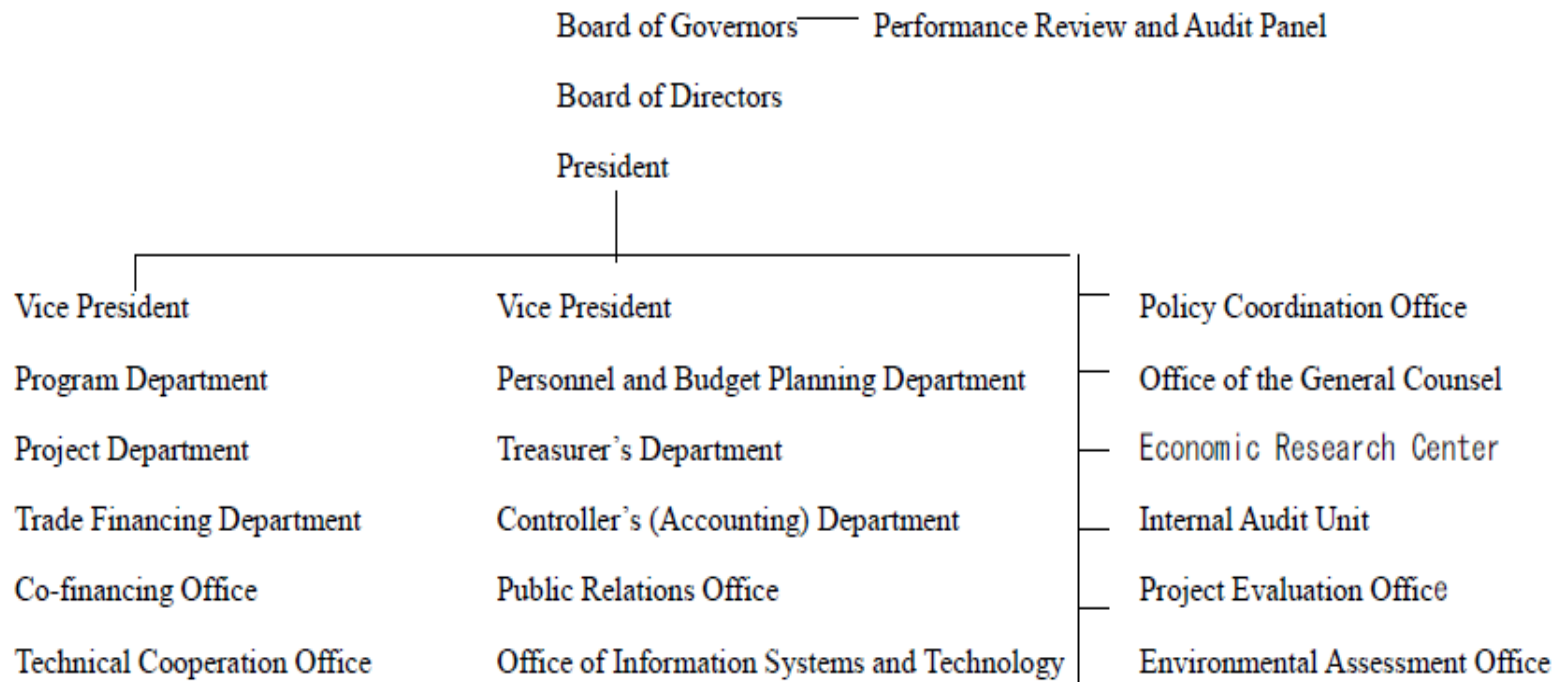 Board of Governors Performance Review and Audit Panel
Board of Directors
President
Vice President Vice President Policy Coordination Office
Program Department Personnel and Budget Planning Department Office of the General Counsel
Project Department Treasurer’s Department Economic Research Center
Trade Financing Department Controller’s (Accounting) Department Internal Audit Unit
Co-financing Office Public Relations Office Project Evaluation Office
Technical Cooperation Office Office of Information Systems and Technology Environmental Assessment Office